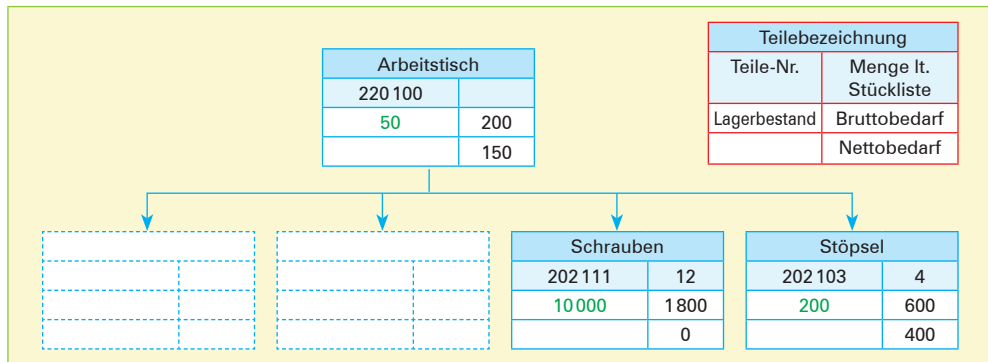 Teilebezeichnung
Teile-Nr. Menge lt.
Stückliste
Lagerbestand Bruttobedarf
Nettobedarf
Arbeitstisch
220 100
50 200
150
Schrauben
202 111 12
10 000 1 800
0
Stöpsel
202 103 4
200 600
400